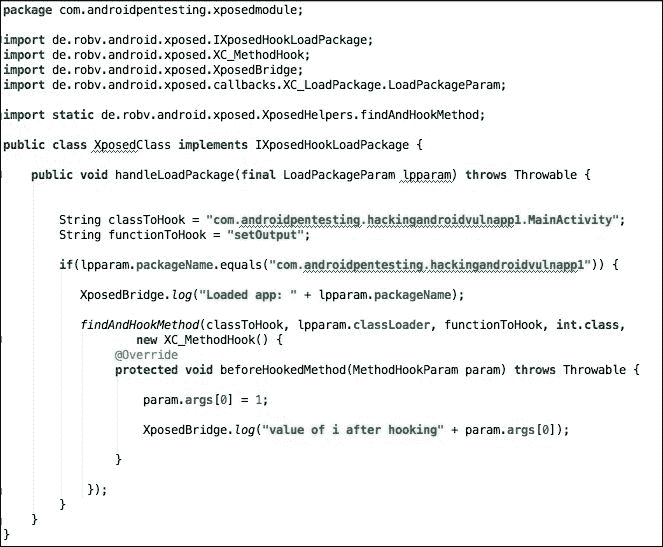 package com.androidpentesting.xposedmodule;
import de.robv.android.xposed.IXposedHookLoadPackage;
import de.robv.android.xposed.XC_MethodHook;
import de.robv.android.xposed.XposedBridge;
import de.robv.android.xposed.callbacks.XC_LoadPackage.LoadPackageParam;
import static de.robv.android.xposed.XposedHelpers.findAndHookMethod;
public class XposedClass implements IXposedHookLoadPackage {
public void handleLoadPackage(final LoadPackageParam lpparam) throws Throwable {
String classToHook = "com.androidpentesting.hackingandroidvulnapp1.MainActivity";
String functionToHook = "setOutput";
if(lpparam.packageName.equals("com.androidpentesting.hackingandroidvulnapp1")) {
XposedBridge.log("Loaded app: " + lpparam.packageName);
findAndHookMethod(classToHook, lpparam.classLoader, functionToHook, int.class,
new XC_MethodHook() {
@Override
protected void beforeHookedMethod(MethodHookParam param) throws Throwable {
param.args[0] = 1;
XposedBridge.log("value of i after hooking" + param.args[0]);
}
});
}
}
}